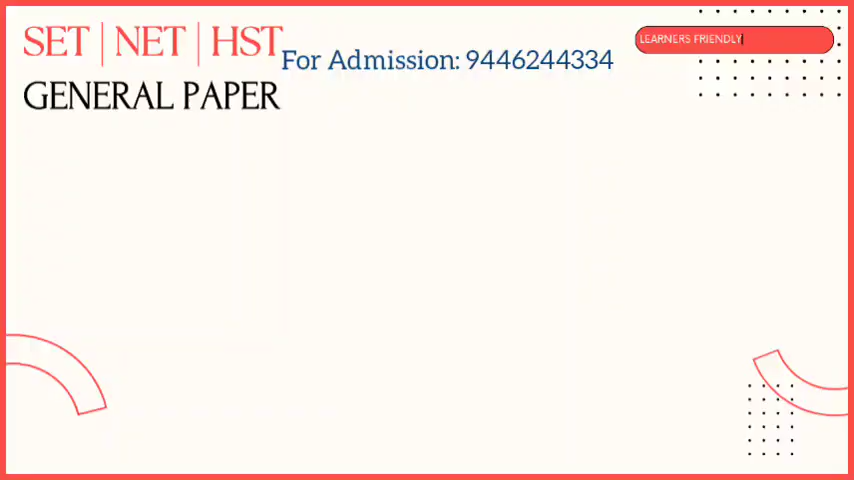 SET | NET | HST
For Admission: 9446244334
LEARNERS FRIENDLY
GENERAL PAPER